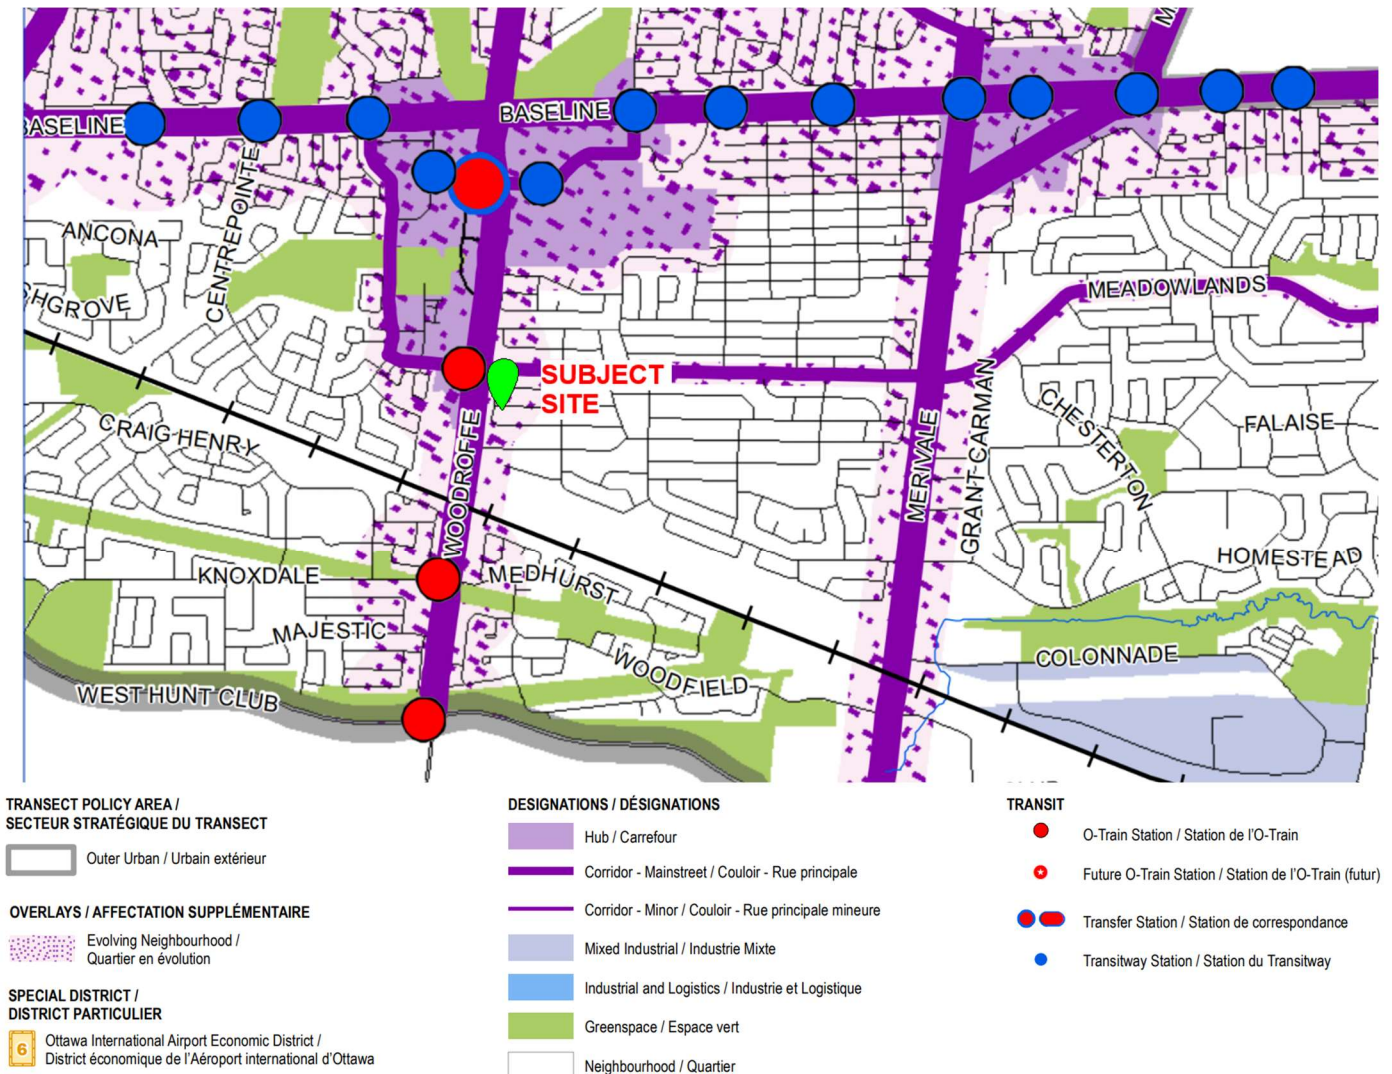 BASELINE
BASELINE
CENTREPOINTE
ANCONA
MEADOWLANDS
SUBJECT
SITE
GRANT CARMAN
CHESTERTON
FALAISE
CRAIG HENRY
WOODROFFE
MERIVALE
HOMESTEAD
KNOXDALE
MEDHURST
MAJESTIC
WOODFIELD
COLONNADE
WEST HUNT CLUB
TRANSECT POLICY AREA /
SECTEUR STRATÉGIQUE DU TRANSECT
Outer Urban / Urbain extérieur
OVERLAYS / AFFECTATION SUPPLÉMENTAIRE
Evolving Neighbourhood /
Quartier en évolution
SPECIAL DISTRICT /
DISTRICT PARTICULIER
6
Ottawa International Airport Economic District /
District économique de l'Aéroport international d'Ottawa
DESIGNATIONS / DÉSIGNATIONS
Hub / Carrefour
Corridor - Mainstreet / Couloir - Rue principale
Corridor - Minor / Couloir - Rue principale mineure
Mixed Industrial / Industrie Mixte
Industrial and Logistics / Industrie et Logistique
Greenspace / Espace vert
Neighbourhood / Quartier
TRANSIT
O-Train Station / Station de l'O-Train
Future O-Train Station / Station de l'O-Train (futur)
Transfer Station / Station de correspondance
Transitway Station / Station du Transitway